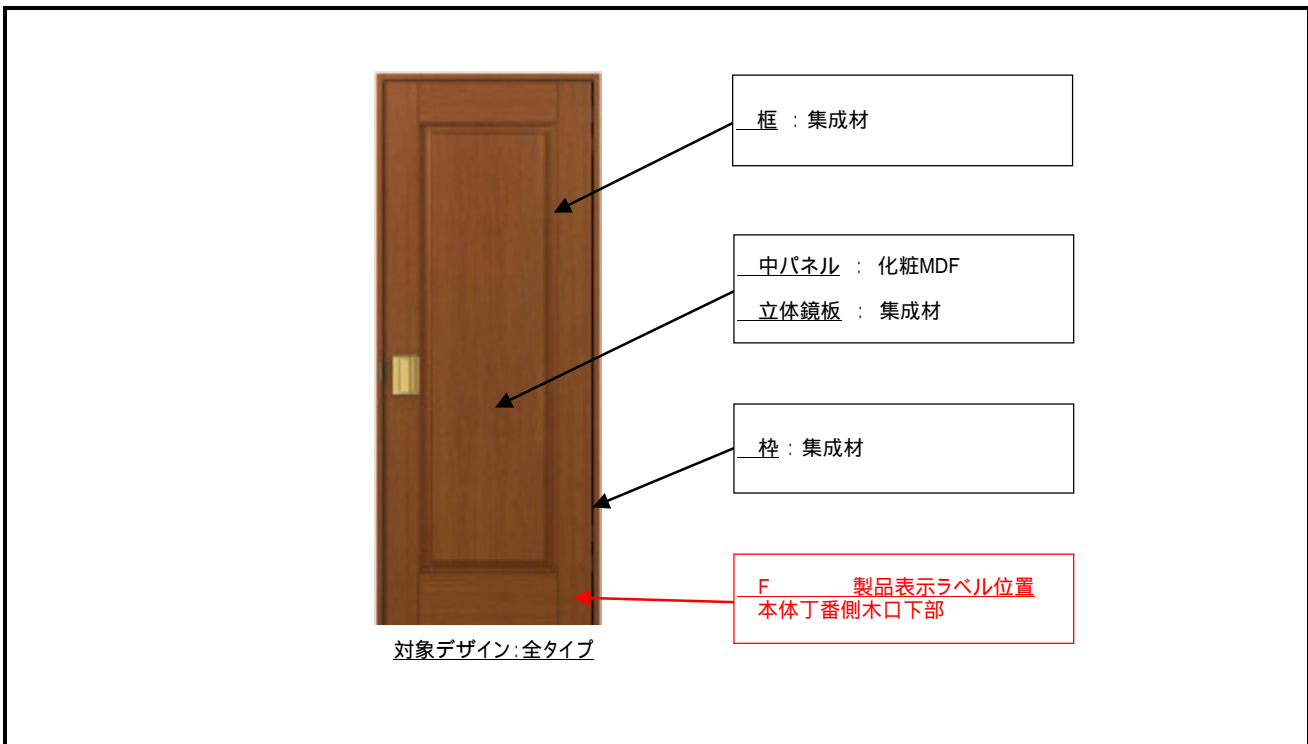 框 : 集成材
中パネル : 化粧MDF
立体鏡板 : 集成材
枠 : 集成材
F 製品表示ラベル位置
本体丁番側木口下部
対象デザイン:全タイプ